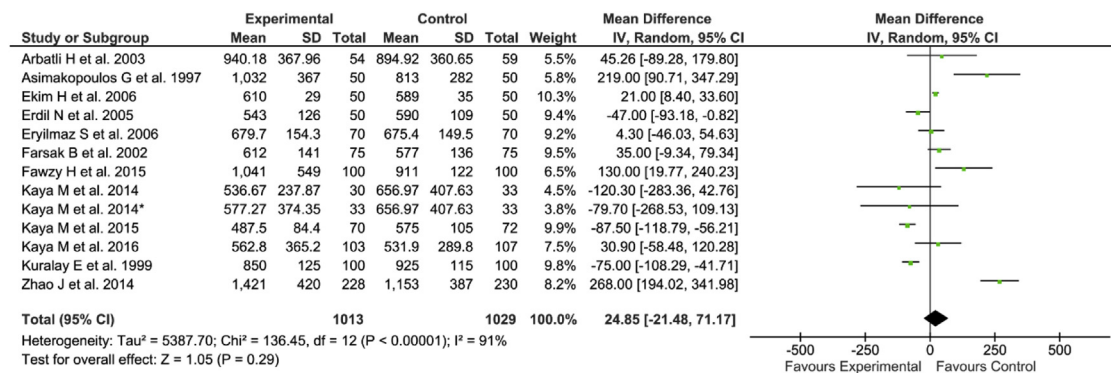 Experimental Control Mean Difference Mean Difference
Study or Subgroup Mean SD Total Mean SD Total Weight IV, Random, 95% CI IV, Random, 95% CI
Arbatli H et al. 2003 940.18 367.96 54 894.92 360.65 59 5.5% 45.26 [-89.28, 179.80]
Asimakopoulos G et al. 1997 1,032 367 50 813 282 50 5.8% 219.00 [90.71, 347.29]
Ekim H et al. 2006 610 29 50 589 35 50 10.3% 21.00 [8.40, 33.60]
Erdil N et al. 2005 543 126 50 590 109 50 9.4% -47.00 [-93.18, -0.82]
Eryilmaz S et al. 2006 679.7 154.3 70 675.4 149.5 70 9.2% 4.30 [-46.03, 54.63]
Farsak B et al. 2002 612 141 75 577 136 75 9.4% 35.00 [-9.34, 79.34]
Fawzy H et al. 2015 1,041 549 100 911 122 100 6.5% 130.00 [19.77, 240.23]
Kaya M et al. 2014 536.67 237.87 30 656.97 407.63 33 4.5% -120.30 [-283.36, 42.76]
Kaya M et al. 2014* 577.27 374.35 33 656.97 407.63 33 3.8% -79.70 [-268.53, 109.13]
Kaya M et al. 2015 487.5 84.4 70 575 105 72 9.9% -87.50 [-118.79, -56.21]
Kaya M et al. 2016 562.8 365.2 103 531.9 289.8 107 7.5% 30.90 [-58.48, 120.28]
Kuralay E et al. 1999 850 125 100 925 115 100 9.8% -75.00 [-108.29, -41.71]
Zhao J et al. 2014 1,421 420 228 1,153 387 230 8.2% 268.00 [194.02, 341.98]
Total (95% CI) 1013 1029 100.0% 24.85 [-21.48, 71.17]
Heterogeneity: Tau² = 5387.70; Chi² = 136.45, df = 12 (P < 0.00001); I² = 91%
Test for overall effect: Z = 1.05 (P = 0.29)
-500 -250 0 250 500
Favours Experimental Favours Control